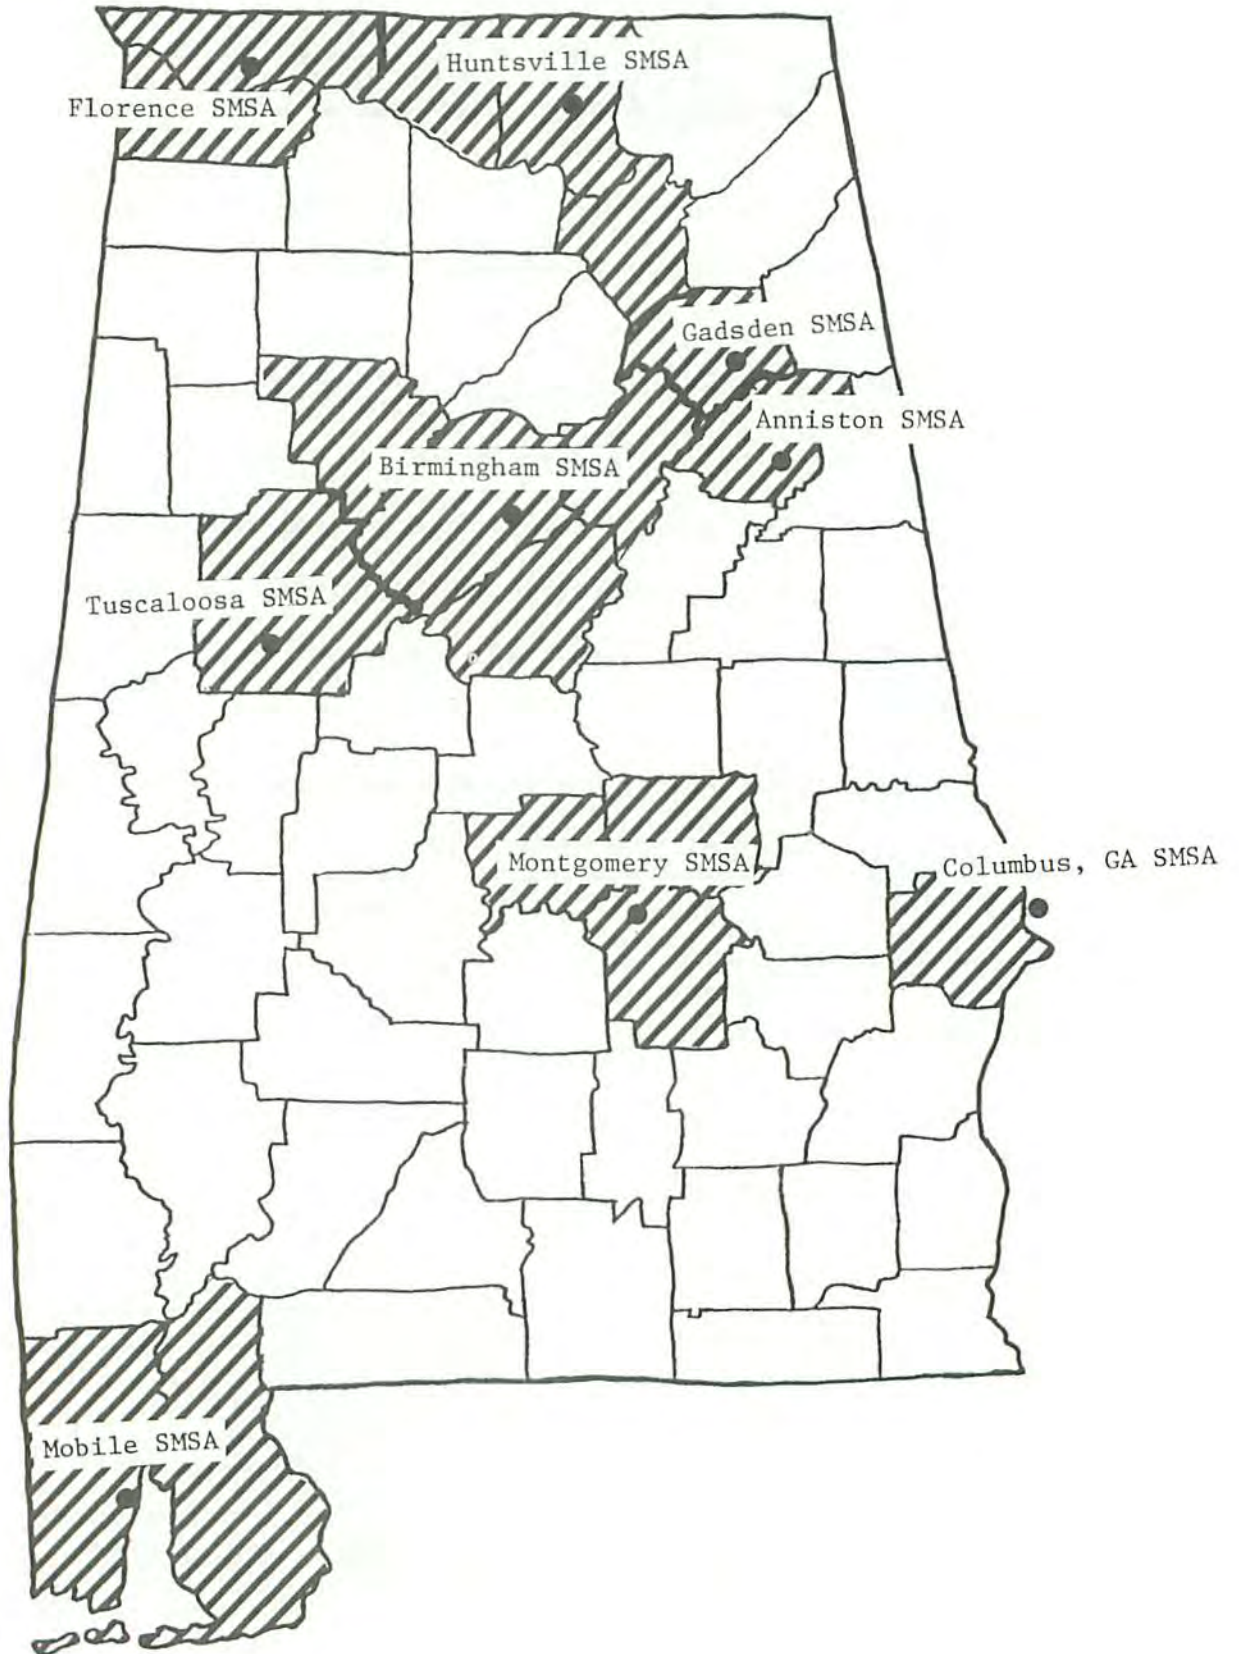 Huntsville SMSA
Florence SMSA
Gadsden SMSA
Anniston SMSA
Birmingham SMSA
Tuscaloosa SMSA
Montgomery SMSA
Columbus, GA SMSA
Mobile SMSA